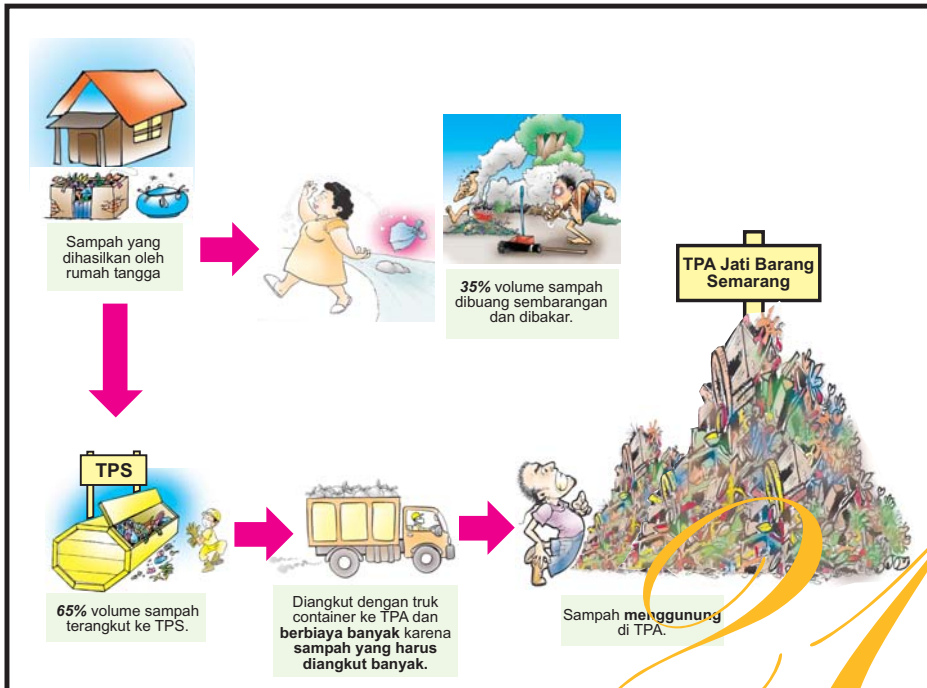 Sampah yang
dihasilkan oleh
rumah tangga
35% volume sampah
dibuang sembarangan
dan dibakar.
TPA Jati Barang
Semarang
TPS
65% volume sampah
terangkut ke TPS.
Diangkut dengan truk
container ke TPA dan
berbiaya banyak karena
sampah yang harus
diangkut banyak.
Sampah menggunung
di TPA.
21